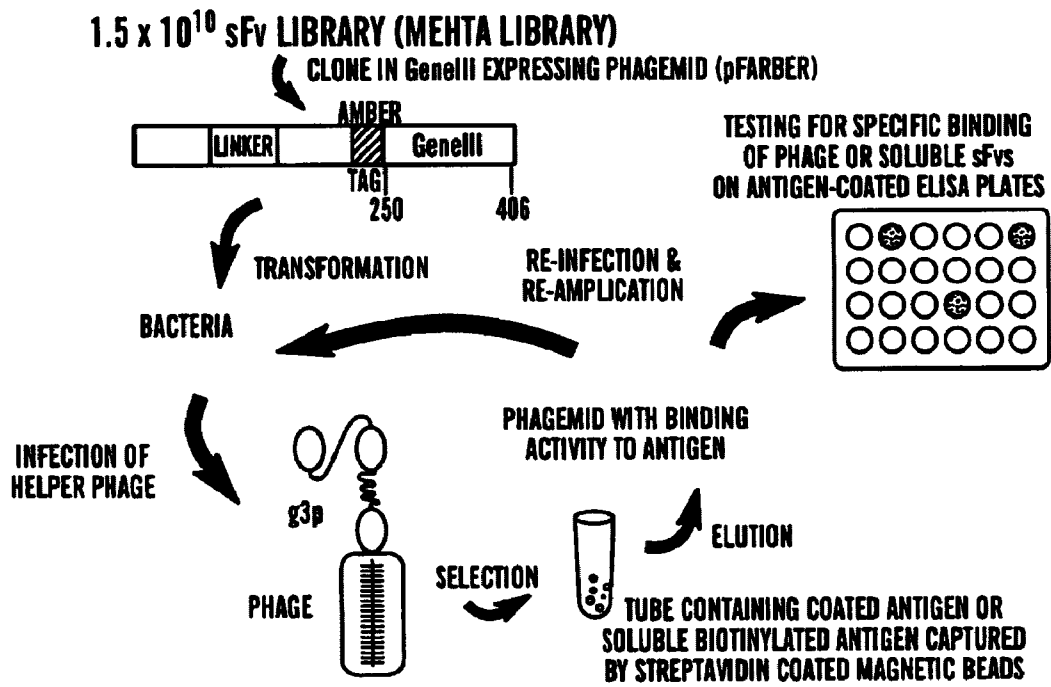 1.5 x 10¹⁰ sFv LIBRARY (MEHTA LIBRARY)
CLONE IN GeneIII EXPRESSING PHAGEMID (pFARBER)
AMBER
LINKER
GeneIII
TAG
250
406
TESTING FOR SPECIFIC BINDING
OF PHAGE OR SOLUBLE sFvs
ON ANTIGEN-COATED ELISA PLATES
TRANSFORMATION
RE-INFECTION &
RE-AMPLICATION
BACTERIA
INFECTION OF
HELPER PHAGE
g3p
PHAGE
PHAGEMID WITH BINDING
ACTIVITY TO ANTIGEN
SELECTION
ELUTION
TUBE CONTAINING COATED ANTIGEN OR
SOLUBLE BIOTINYLATED ANTIGEN CAPTURED
BY STREPTAVIDIN COATED MAGNETIC BEADS